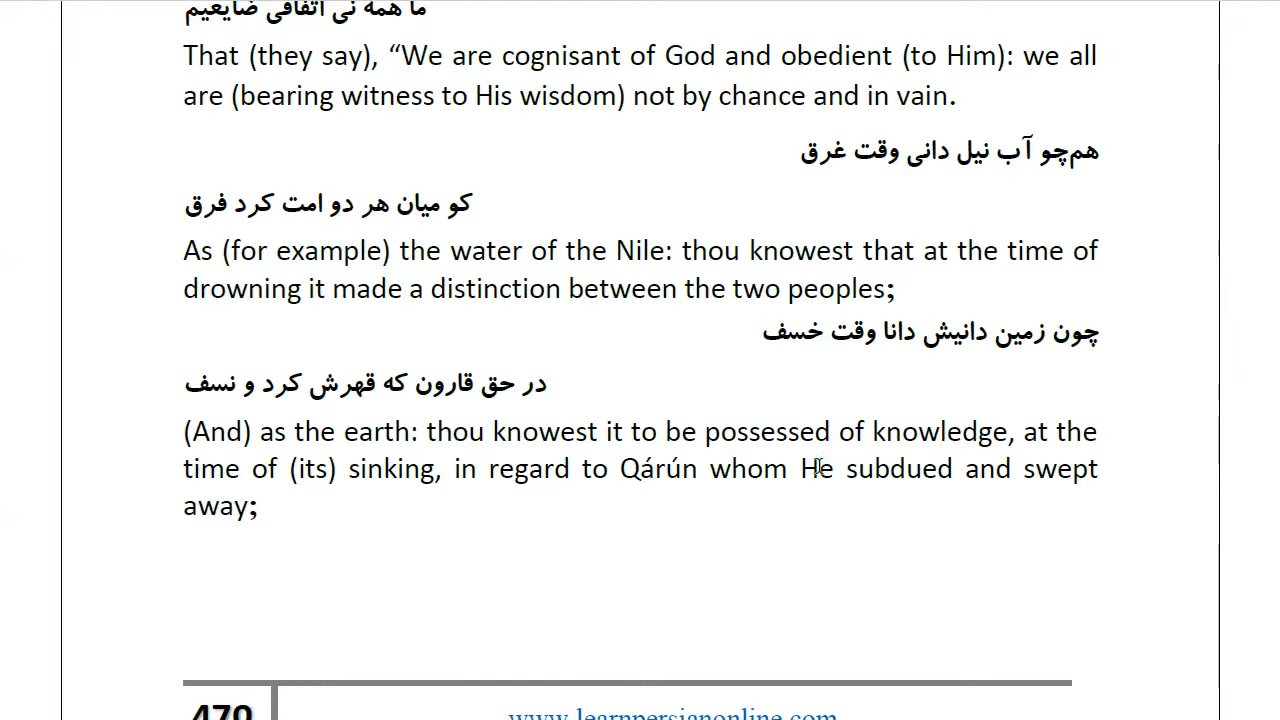 ما همه نی اتفاقی ضایعیم
That (they say), “We are cognisant of God and obedient (to Him): we all
are (bearing witness to His wisdom) not by chance and in vain.
هم‌چو آب نیل دانی وقت غرق
کو میان هر دو امت کرد فرق
As (for example) the water of the Nile: thou knowest that at the time of
drowning it made a distinction between the two peoples;
چون زمین دانیش دانا وقت خسف
در حق قارون که قهرش کرد و نسف
(And) as the earth: thou knowest it to be possessed of knowledge, at the
time of (its) sinking, in regard to Qárún whom He subdued and swept
away;
www.learnpersianonline.com